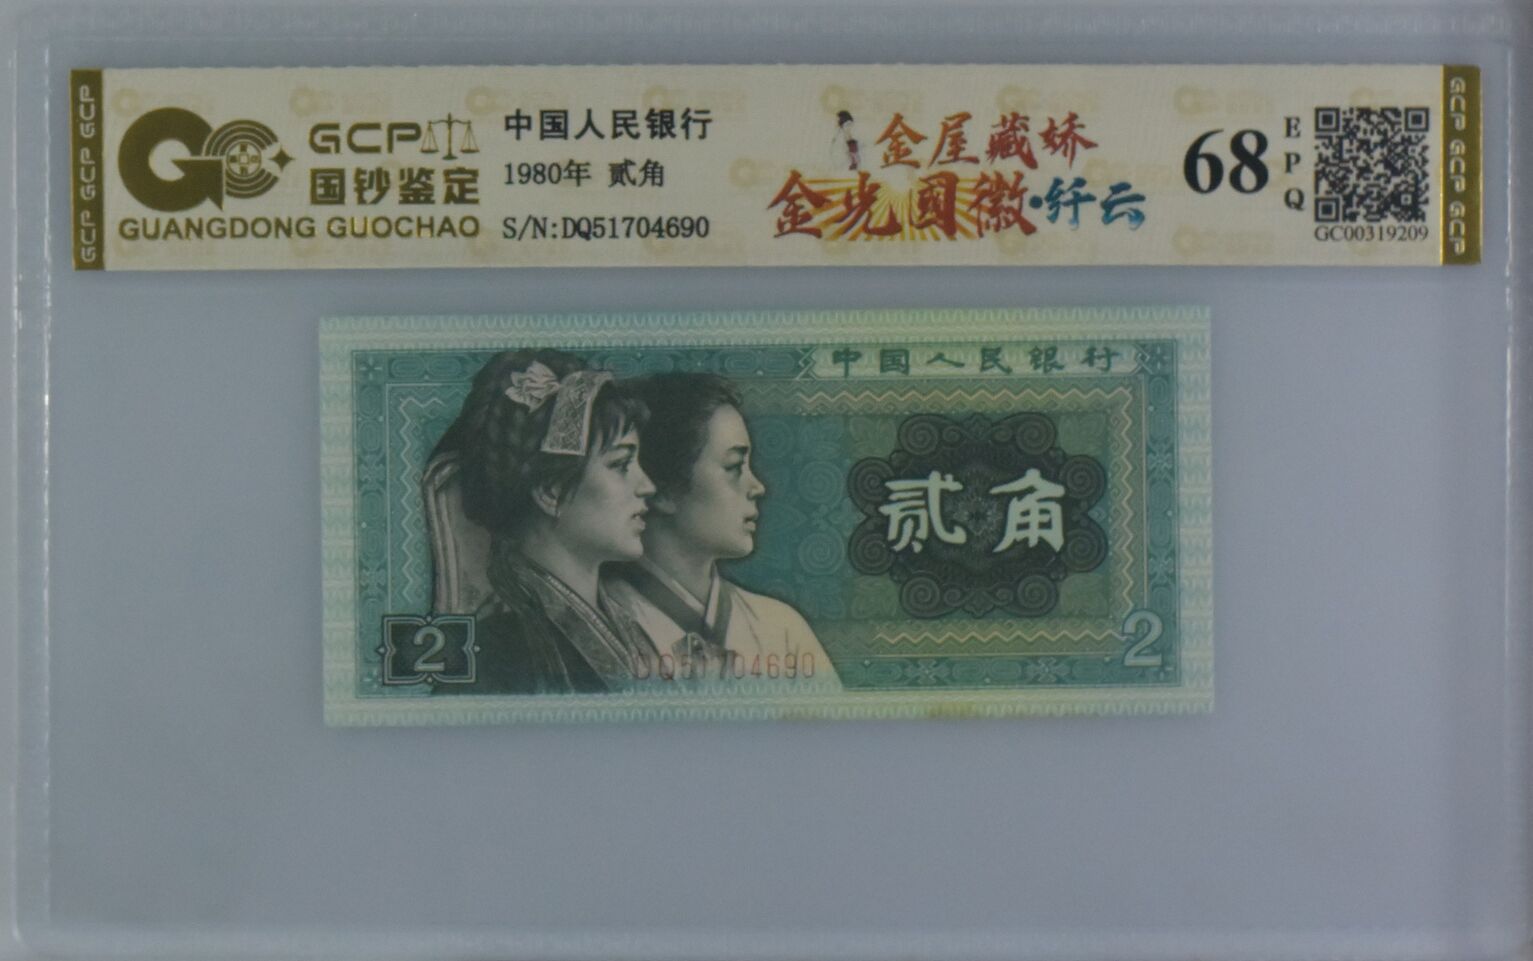 GCP GCP GCP
GCP
国钞鉴定
GUANGDONG GUOCHAO
中国人民银行
1980年 贰角
S/N:DQ51704690
金屋藏娇
金光國徽·纤云
68
EPQ
GC00319209
GCP GCP GCP
中国人民银行
贰角
2
2
DQ51704690